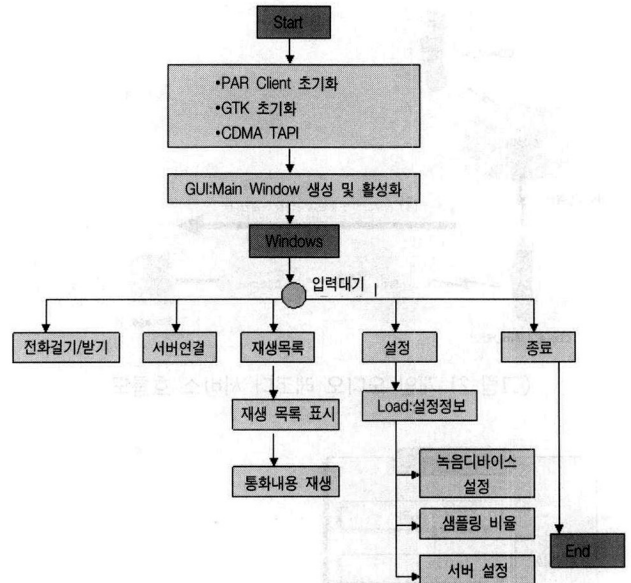 Start
•PAR Client 초기화
•GTK 초기화
•CDMA TAPI
GUI:Main Window 생성 및 활성화
Windows
입력대기
전화걸기/받기
서버연결
재생목록
설정
종료
재생 목록 표시
Load:설정정보
통화내용 재생
녹음디바이스
설정
샘플링 비율
서버 설정
End